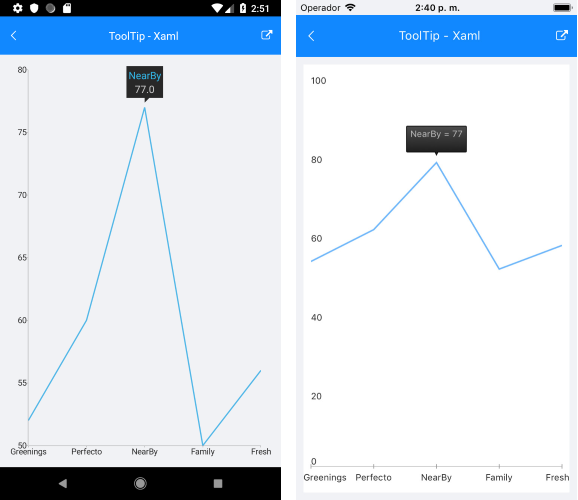 2:51
ToolTip - Xaml
80
NearBy
77.0
75
70
65
60
55
50
Greenings Perfecto NearBy Family Fresh
Operador 2:40 p. m.
ToolTip - Xaml
100
NearBy = 77
80
60
40
20
0
Greenings Perfecto NearBy Family Fresh